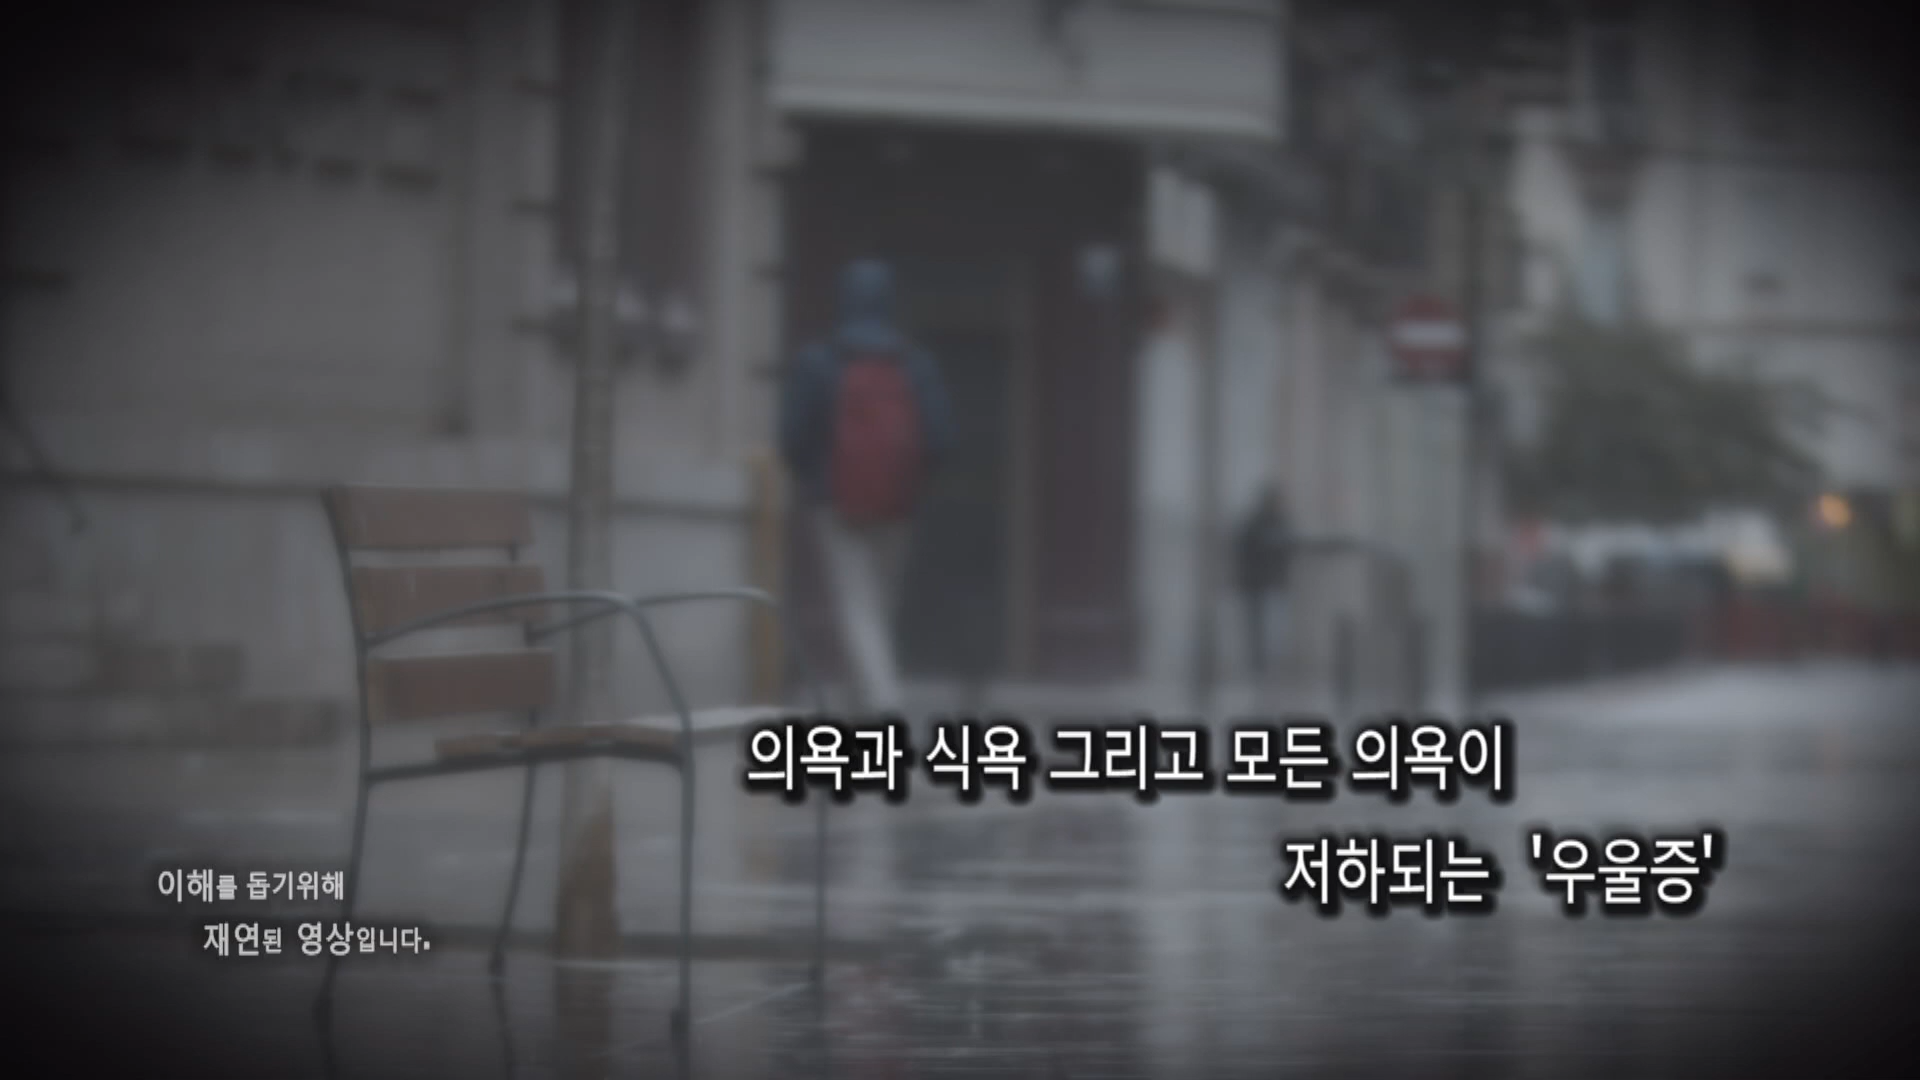 의욕과 식욕 그리고 모든 의욕이
저하되는 '우울증'
이해를 돕기위해
재연된 영상입니다.